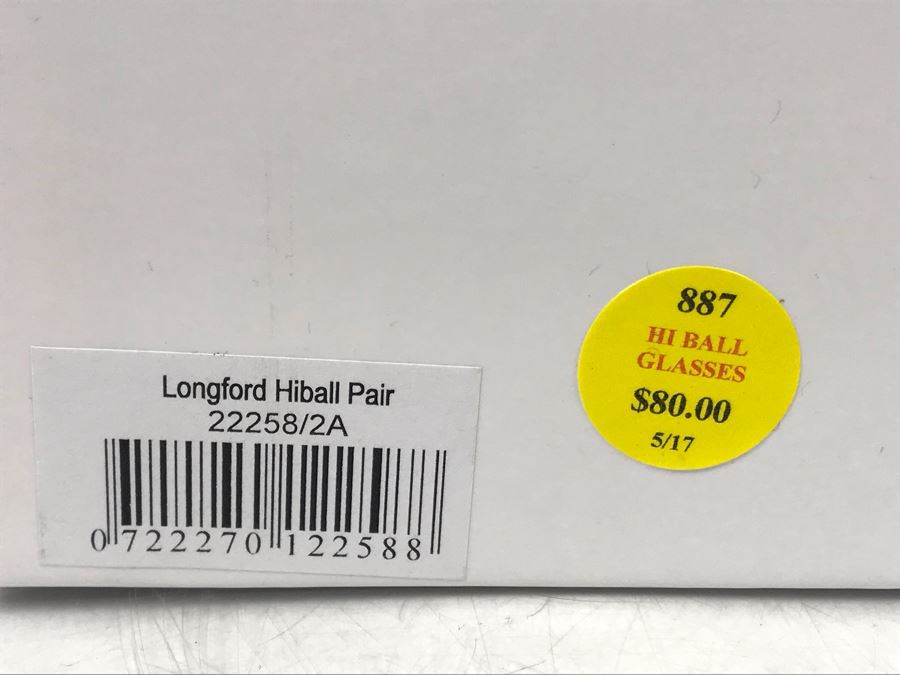 Longford Hiball Pair
22258/2A
0 722270 122588
887
HI BALL
GLASSES
$80.00
5/17